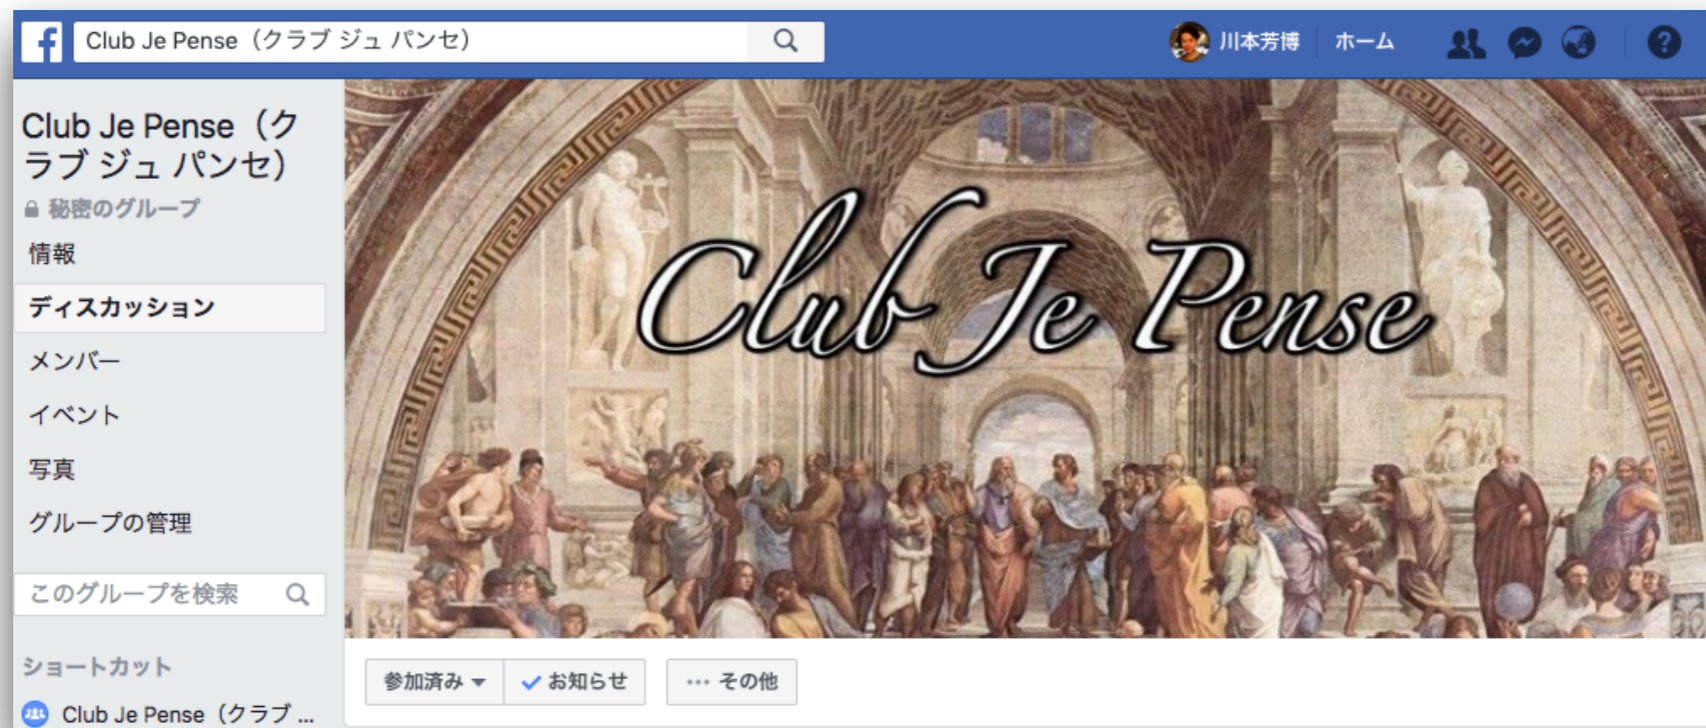 f
Club Je Pense（クラブ ジュ パンセ）
川本芳博
ホーム
?
Club Je Pense（ク
ラブ ジュ パンセ）
秘密のグループ
情報
ディスカッション
メンバー
イベント
写真
グループの管理
このグループを検索
ショートカット
Club Je Pense（クラブ ...
Club Je Pense
参加済み
お知らせ
... その他